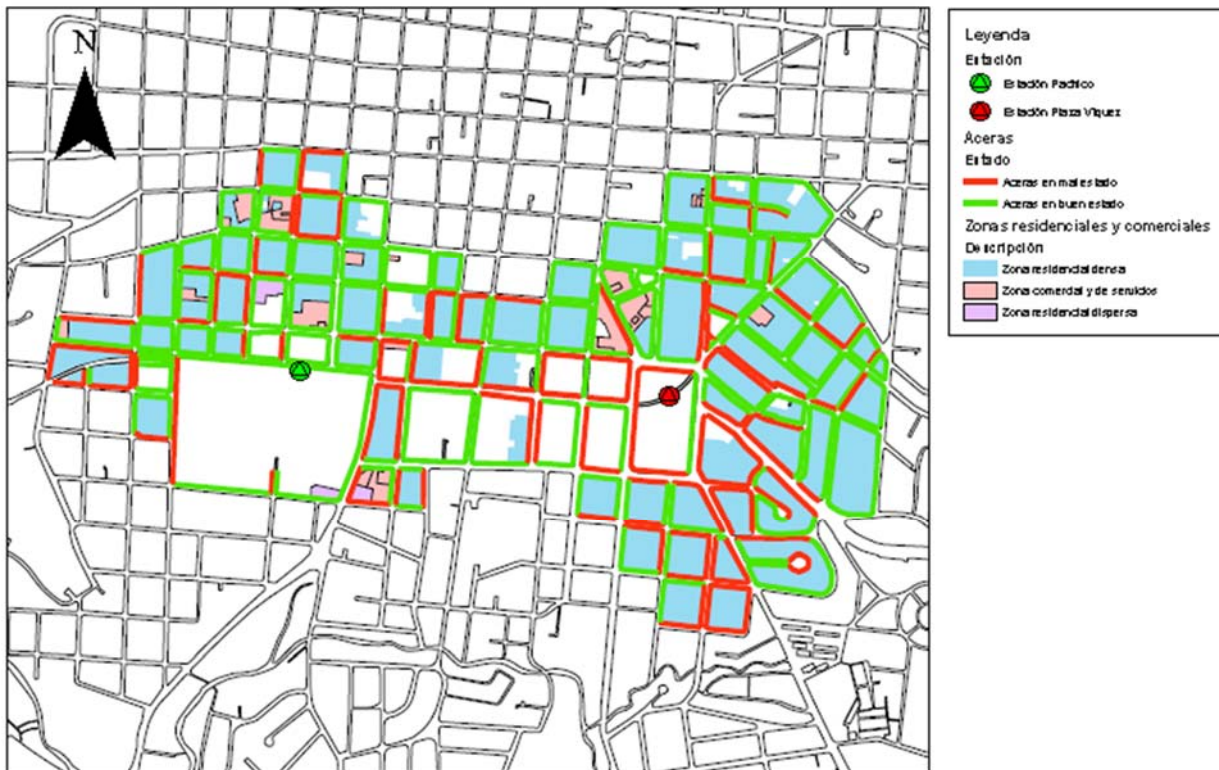 N
Leyenda
Estación
Estación Pacífico
Estación Plaza Víquez
Aceras
Estado
Aceras en mal estado
Aceras en buen estado
Zonas residenciales y comerciales
Descripción
Zona residencial densa
Zona comercial y de servicios
Zona residencial dispersa